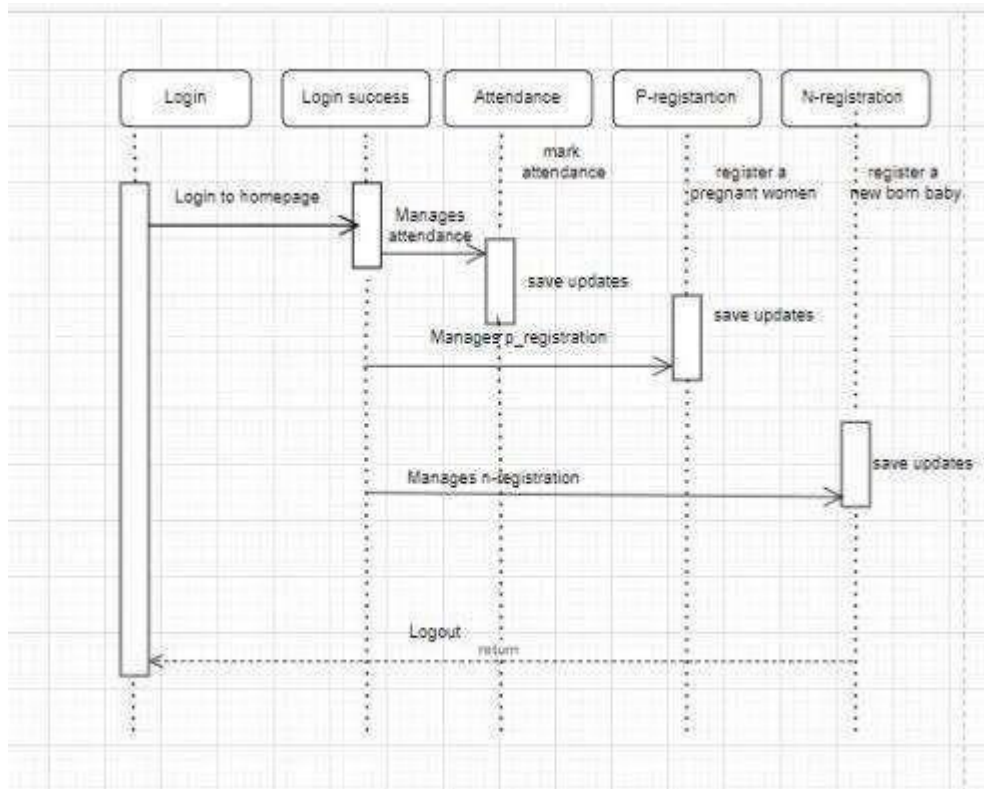 Login
Login success
Attendance
P-registartion
N-registration
mark
attendance
register a
pregnant women
register a
new born baby
Login to homepage
Manages
attendance
save updates
save updates
Manages p_registration
save updates
Manages n-registration
Logout
return